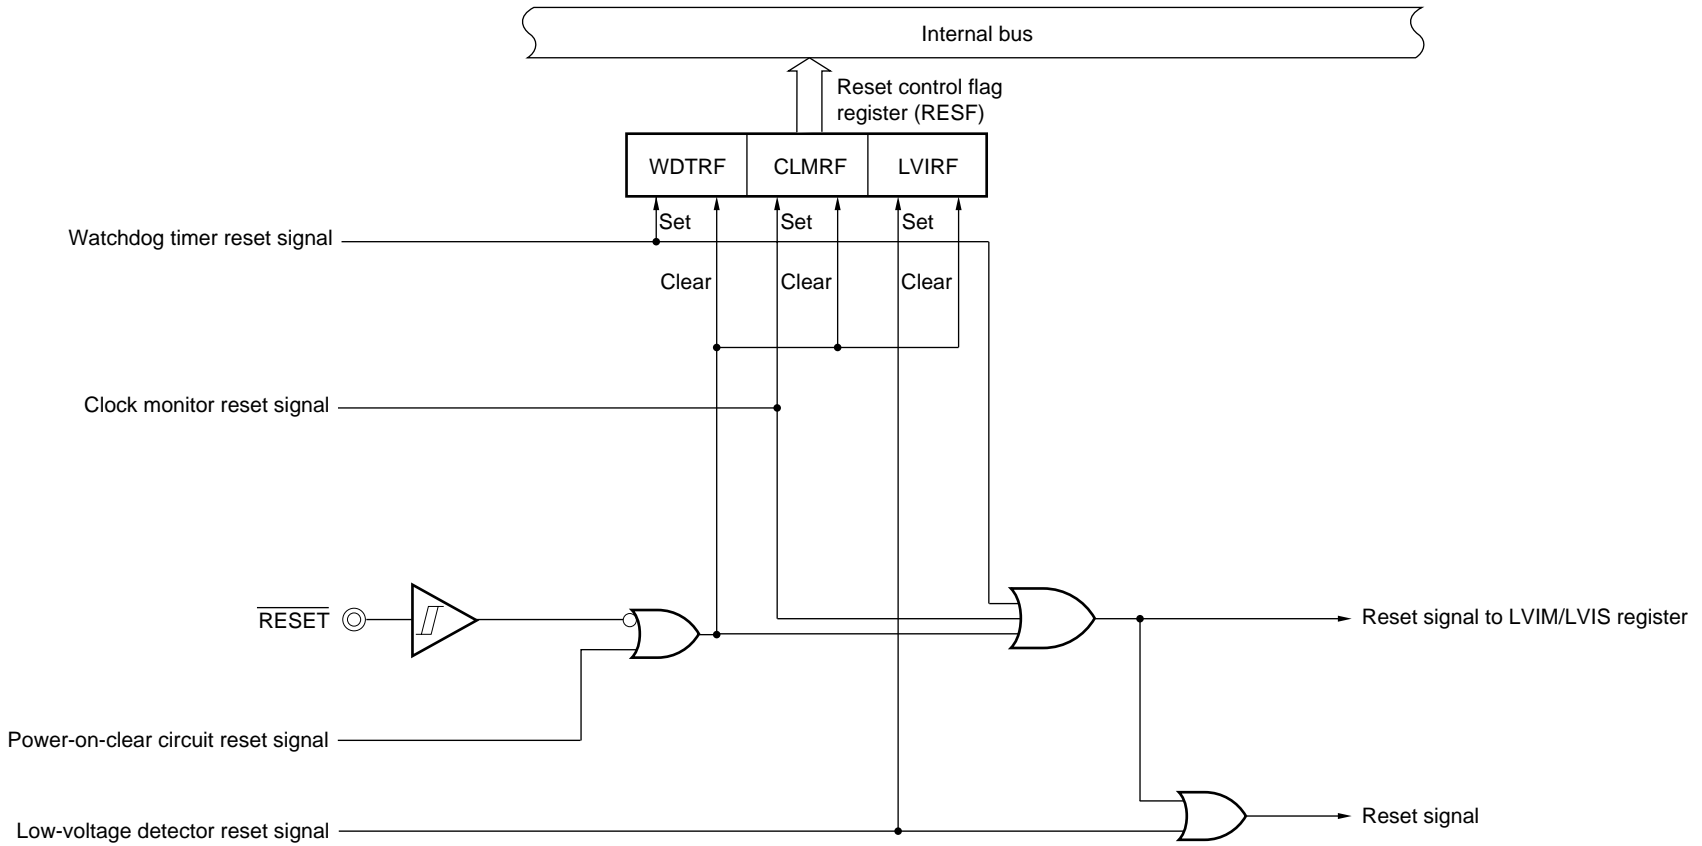 Internal bus
Reset control flag
register (RESF)
WDTRF CLMRF LVIRF
Set Set Set
Watchdog timer reset signal
Clear Clear Clear
Clock monitor reset signal
RESET
Reset signal to LVIM/LVIS register
Power-on-clear circuit reset signal
Reset signal
Low-voltage detector reset signal